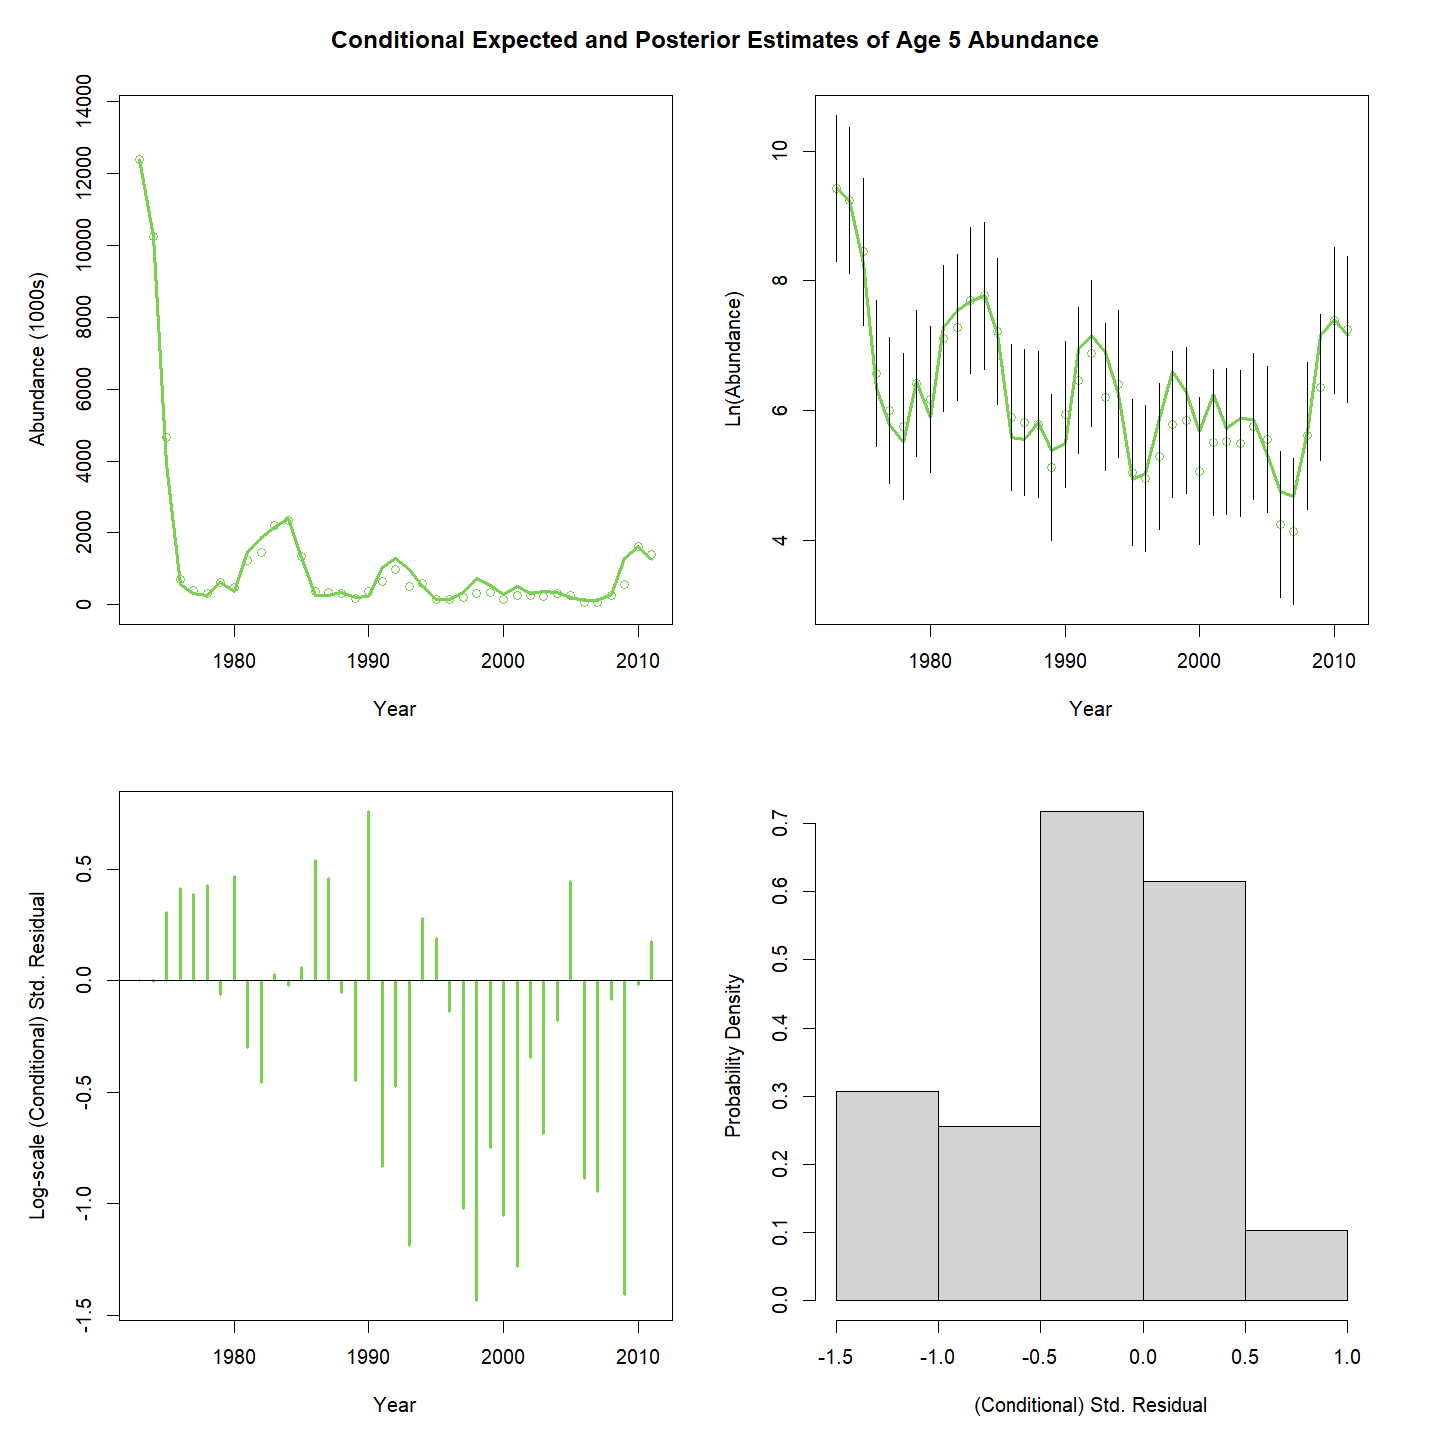 Conditional Expected and Posterior Estimates of Age 5 Abundance
Abundance (1000s)
14000
12000
10000
8000
6000
4000
2000
0
1980 1990 2000 2010
Year
Ln(Abundance)
10
8
6
4
1980 1990 2000 2010
Year
Log-scale (Conditional) Std. Residual
0.5
0.0
-0.5
-1.0
-1.5
1980 1990 2000 2010
Year
Probability Density
0.7
0.6
0.5
0.4
0.3
0.2
0.1
0.0
-1.5 -1.0 -0.5 0.0 0.5 1.0
(Conditional) Std. Residual